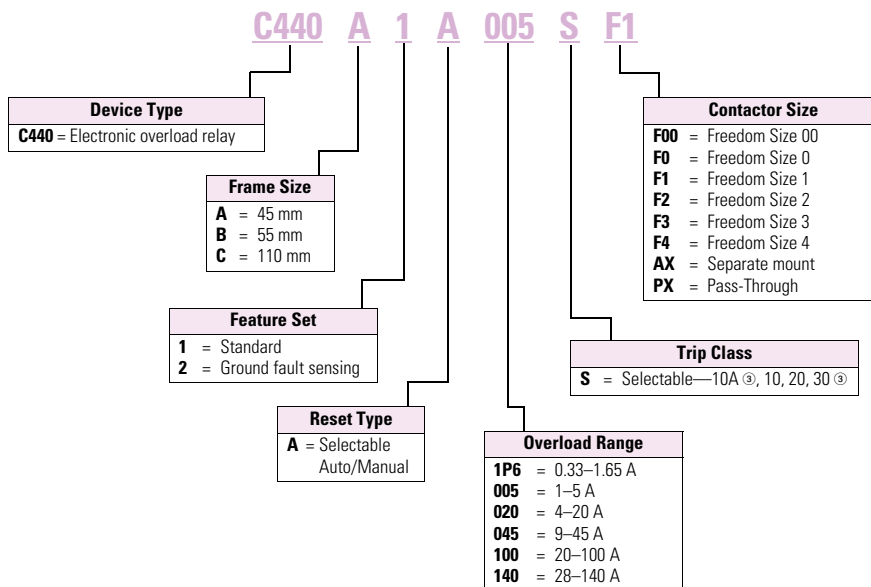 C440 A 1 A 005 S F1
Device Type
C440 = Electronic overload relay
Frame Size
A = 45 mm
B = 55 mm
C = 110 mm
Feature Set
1 = Standard
2 = Ground fault sensing
Reset Type
A = Selectable
Auto/Manual
Contactor Size
F00 = Freedom Size 00
F0 = Freedom Size 0
F1 = Freedom Size 1
F2 = Freedom Size 2
F3 = Freedom Size 3
F4 = Freedom Size 4
AX = Separate mount
PX = Pass-Through
Trip Class
S = Selectable—10A ③, 10, 20, 30 ③
Overload Range
1P6 = 0.33–1.65 A
005 = 1–5 A
020 = 4–20 A
045 = 9–45 A
100 = 20–100 A
140 = 28–140 A